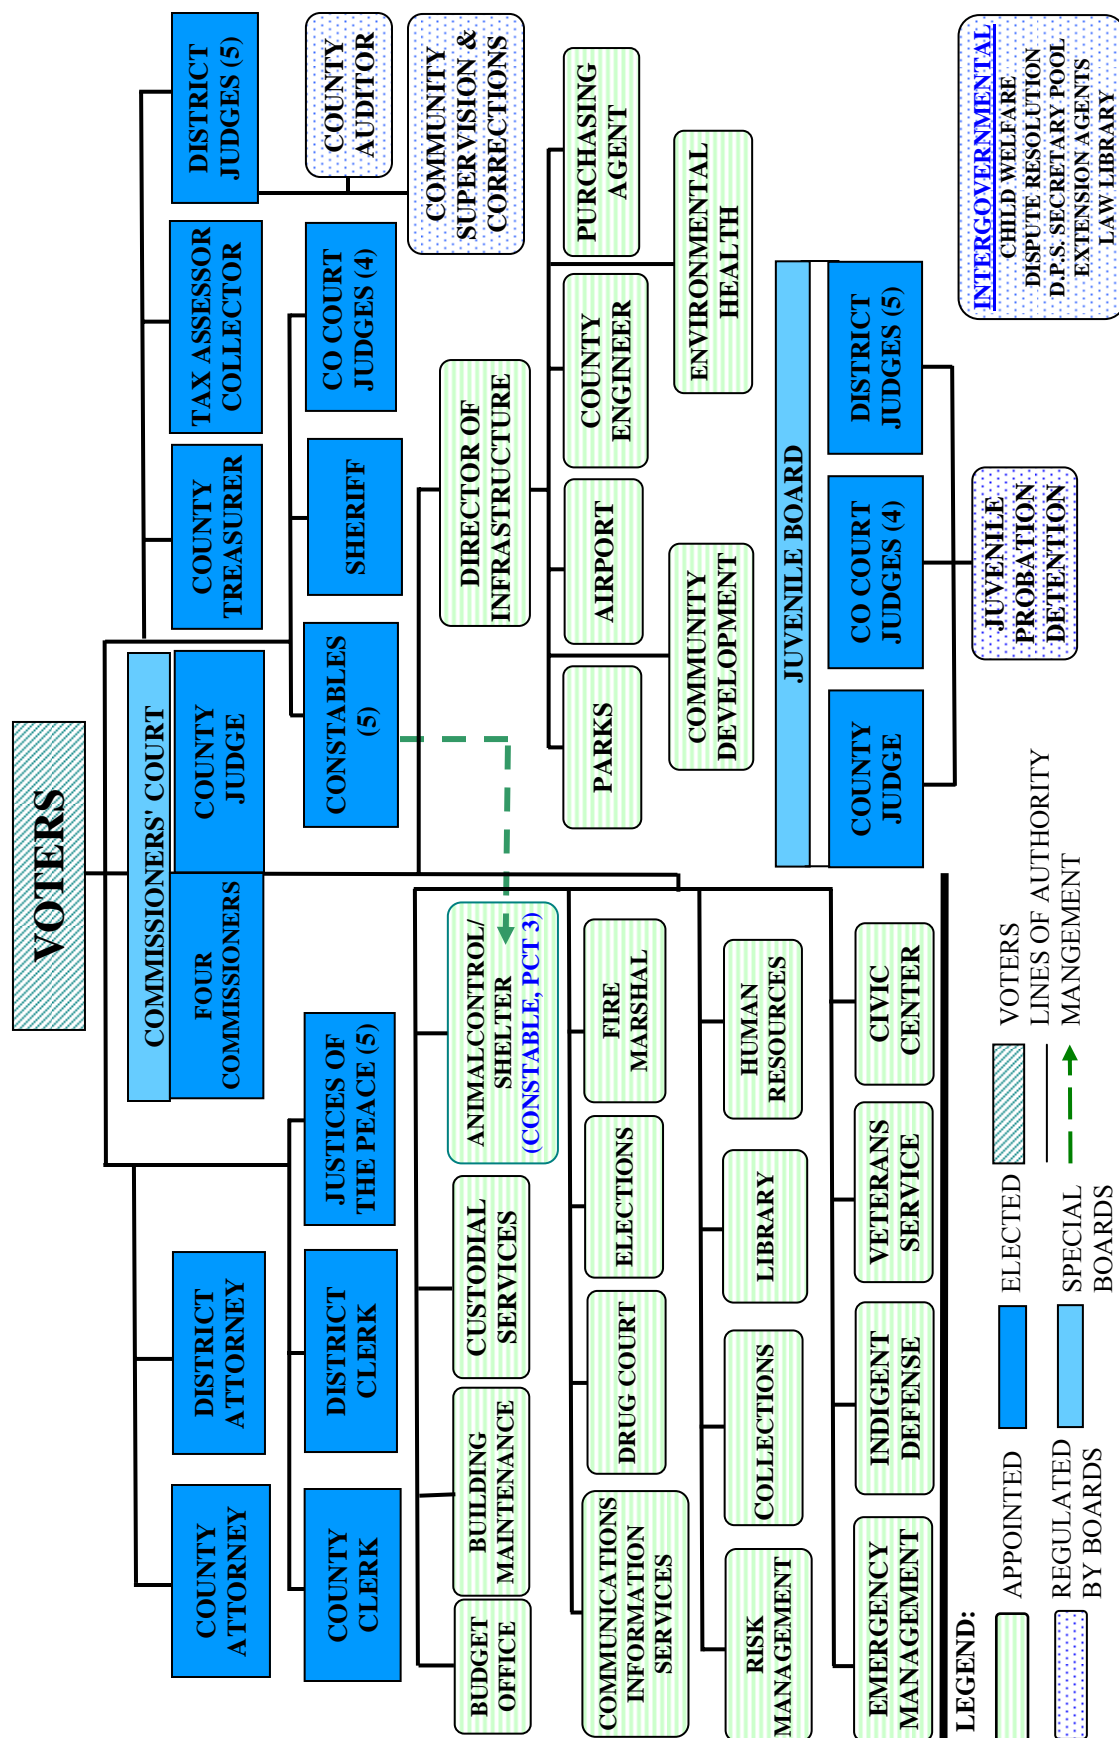 VOTERS
COMMISSIONERS' COURT
FOUR
COMMISSIONERS
COUNTY
JUDGE
COUNTY
ATTORNEY
DISTRICT
ATTORNEY
COUNTY
TREASURER
TAX ASSESSOR
COLLECTOR
DISTRICT
JUDGES (5)
COUNTY
CLERK
DISTRICT
CLERK
JUSTICES OF
THE PEACE (5)
CONSTABLES
(5)
SHERIFF
CO COURT
JUDGES (4)
COUNTY
AUDITOR
COMMUNITY
SUPERVISION &
CORRECTIONS
BUDGET
OFFICE
BUILDING
MAINTENANCE
CUSTODIAL
SERVICES
ANIMALCONTROL/
SHELTER
(CONSTABLE, PCT 3)
DIRECTOR OF
INFRASTRUCTURE
COMMUNICATIONS
INFORMATION
SERVICES
DRUG COURT
ELECTIONS
FIRE
MARSHAL
PARKS
AIRPORT
COUNTY
ENGINEER
PURCHASING
AGENT
COMMUNITY
DEVELOPMENT
ENVIRONMENTAL
HEALTH
RISK
MANAGEMENT
COLLECTIONS
LIBRARY
HUMAN
RESOURCES
EMERGENCY
MANAGEMENT
INDIGENT
DEFENSE
VETERANS
SERVICE
CIVIC
CENTER
JUVENILE BOARD
COUNTY
JUDGE
CO COURT
JUDGES (4)
DISTRICT
JUDGES (5)
JUVENILE
PROBATION
DETENTION
INTERGOVERNMENTAL
CHILD WELFARE
DISPUTE RESOLUTION
D.P.S. SECRETARY POOL
EXTENSION AGENTS
LAW LIBRARY
LEGEND:
APPOINTED
ELECTED
VOTERS
LINES OF AUTHORITY
REGULATED
BY BOARDS
SPECIAL
BOARDS
MANGEMENT